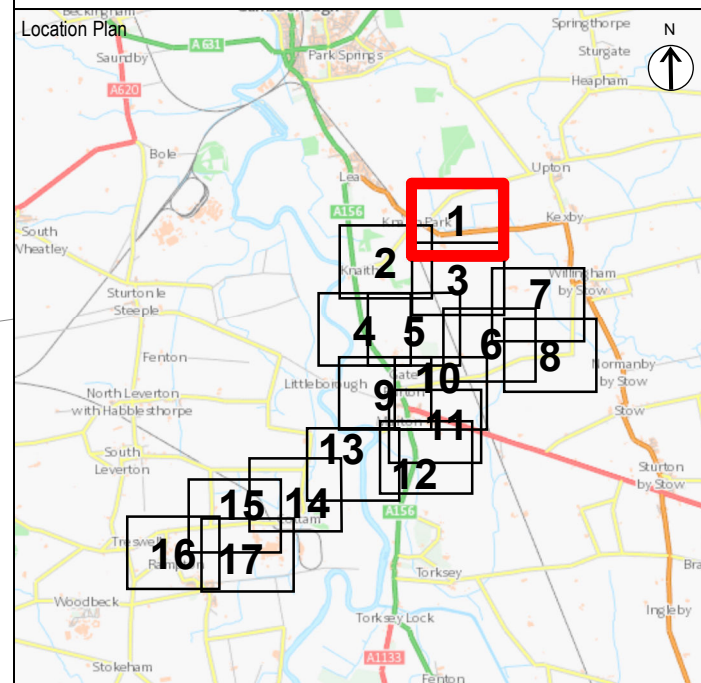 Beckingham
Springthorpe
Location Plan
A 631
N
Saundby
Park Springs
Sturgate
A620
Heapham
Bole
Upton
Lea
A156
1
Kexby
South
Wheatley
2
Knaith
3
Willingham
by Stow
7
Sturton le
Steeple
4
5
6
8
Fenton
Normanby
by Stow
Gate
10
Littleborough
9
North Leverton
with Habblesthorpe
Stow
11
13
South
Leverton
12
Sturton
by Stow
15
14
A156
16
17
Treswell
Torksey
Woodbeck
Ingleby
Torksey Lock
A1133
Stokeham
Fenton